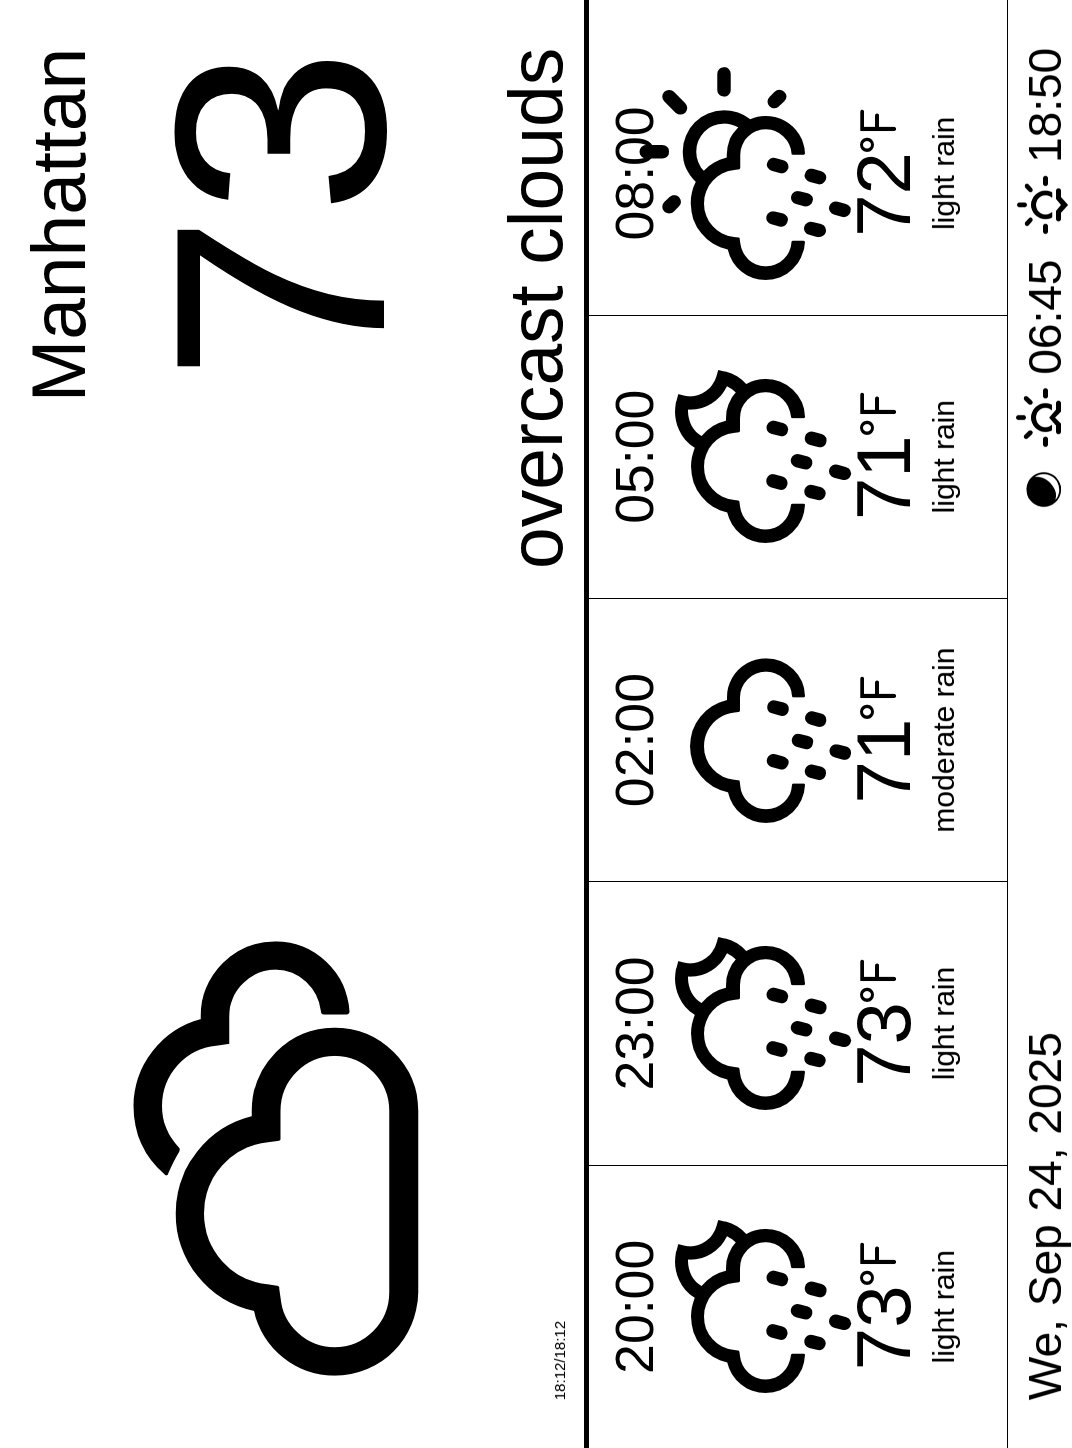 Manhattan
73
overcast clouds
18:12/18:12
20:00
73°F
light rain
23:00
73°F
light rain
02:00
71°F
moderate rain
05:00
71°F
light rain
08:00
72°F
light rain
We, Sep 24, 2025
06:45
18:50